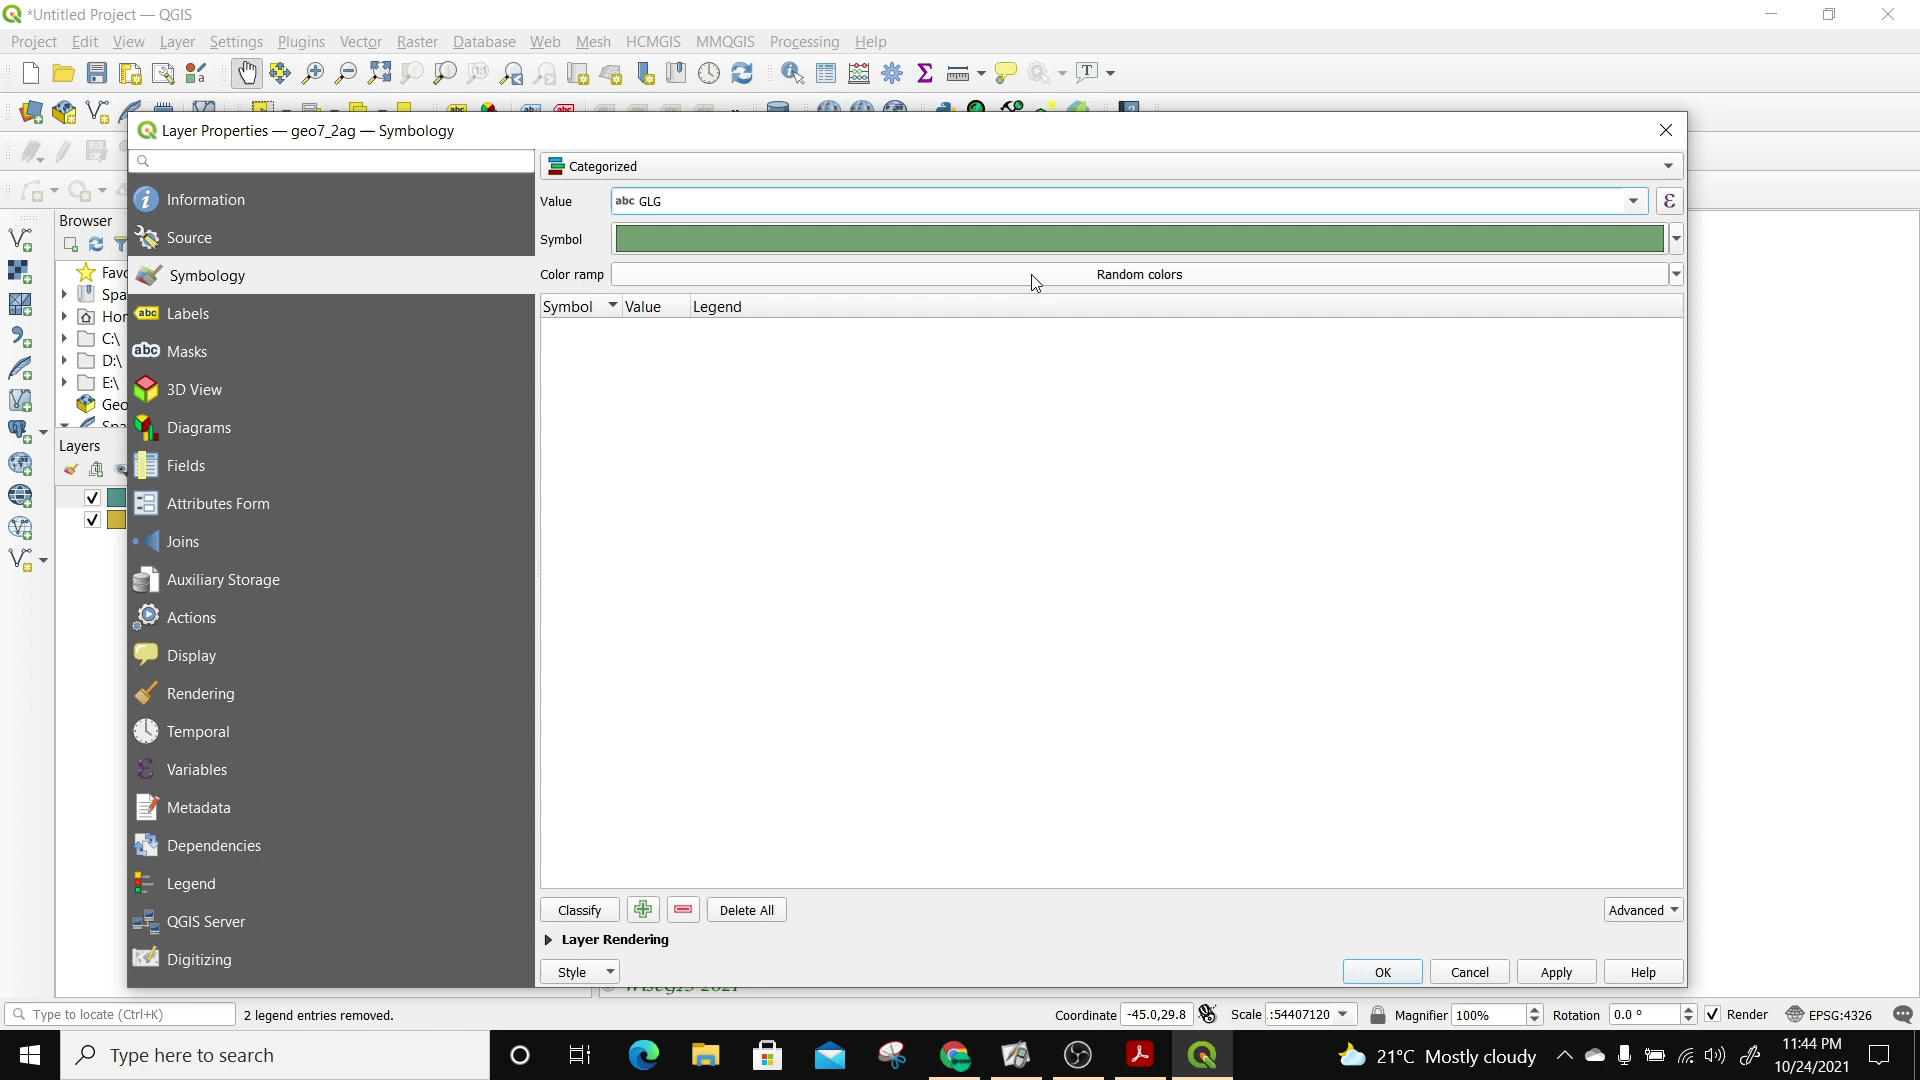 *Untitled Project — QGIS
Project Edit View Layer Settings Plugins Vector Raster Database Web Mesh HCMGIS MMQGIS Processing Help
Layer Properties — geo7_2ag — Symbology
Categorized
Value abc GLG
Symbol
Color ramp Random colors
Symbol Value Legend
Information
Source
Symbology
abc Labels
abc Masks
3D View
Diagrams
Fields
Attributes Form
Joins
Auxiliary Storage
Actions
Display
Rendering
Temporal
Variables
Metadata
Dependencies
Legend
QGIS Server
Digitizing
Browser
C:\
D:\
E:\
Layers
Classify Delete All Advanced
Layer Rendering
Style OK Cancel Apply Help
Type to locate (Ctrl+K) 2 legend entries removed. Coordinate -45.0,29.8 Scale :54407120 Magnifier 100% Rotation 0.0 ° Render EPSG:4326
Type here to search 21°C Mostly cloudy 11:44 PM
10/24/2021